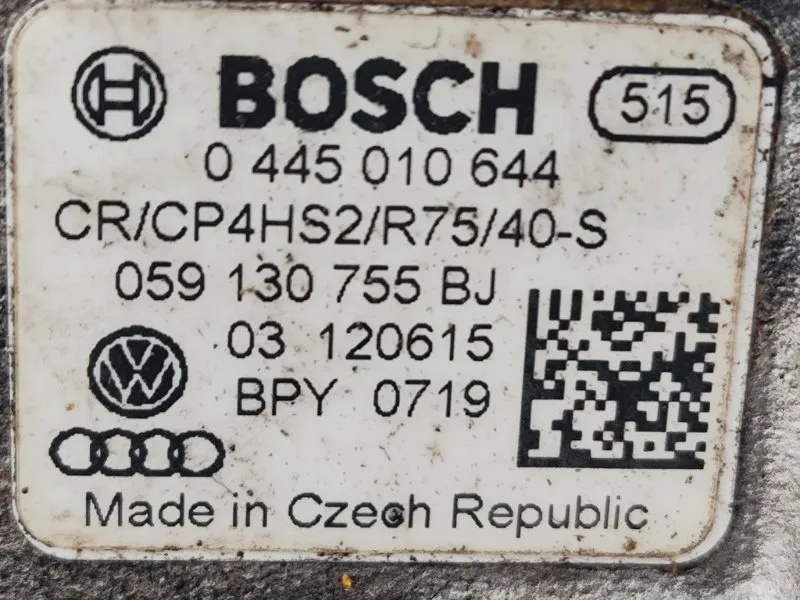 BOSCH 515
0 445 010 644
CR/CP4HS2/R75/40-S
059 130 755 BJ
03 120615
BPY 0719
Made in Czech Republic